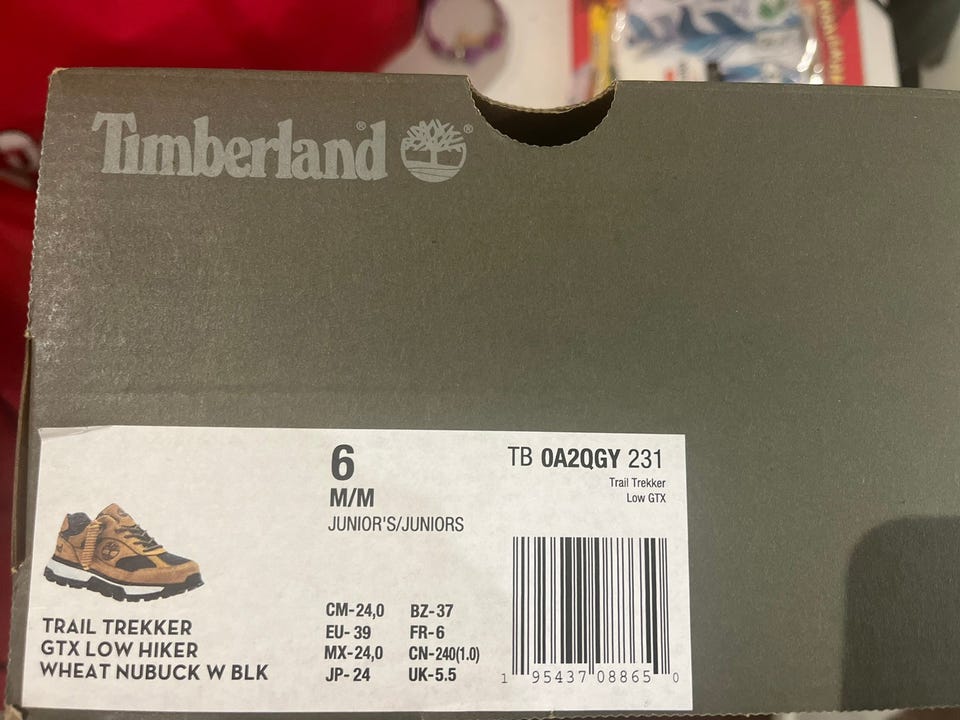 Timberland® ®
6
M/M
JUNIOR'S/JUNIORS
TB 0A2QGY 231
Trail Trekker
Low GTX
TRAIL TREKKER
GTX LOW HIKER
WHEAT NUBUCK W BLK
CM-24,0 BZ-37
EU-39 FR-6
MX-24,0 CN-240(1.0)
JP-24 UK-5.5
1 95437 08865 0